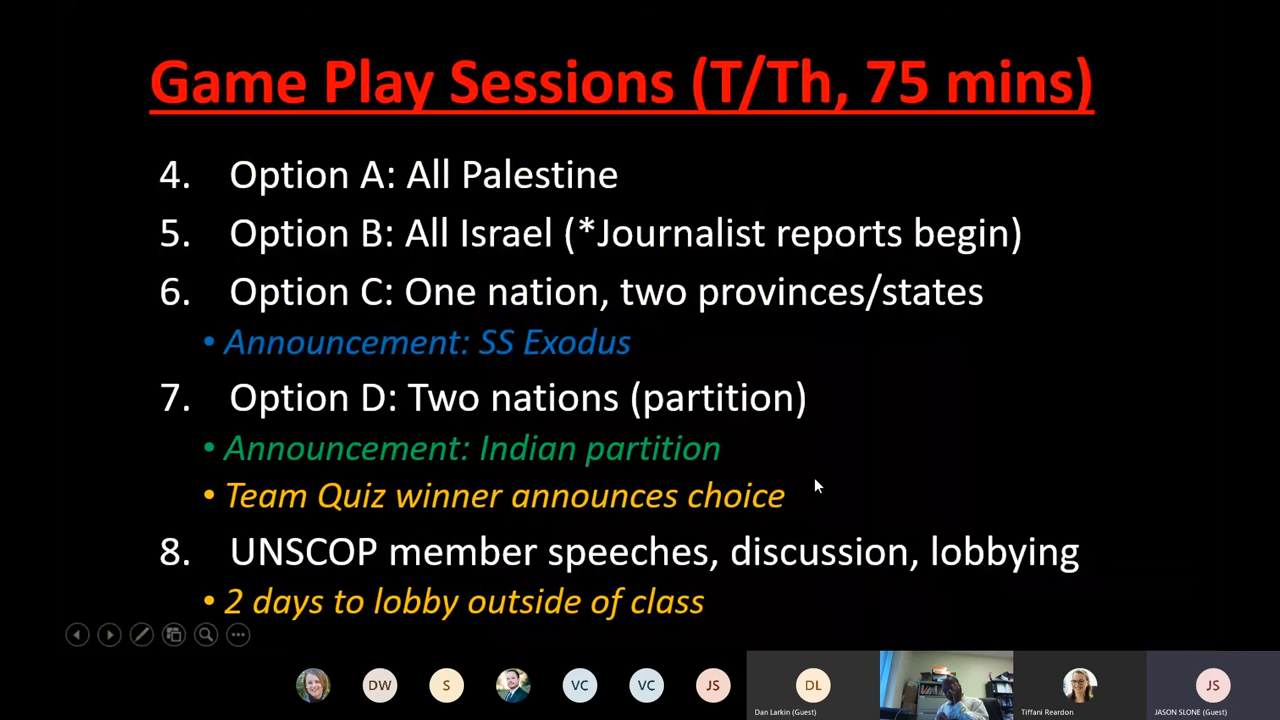 Game Play Sessions (T/Th, 75 mins)
4. Option A: All Palestine
5. Option B: All Israel (*Journalist reports begin)
6. Option C: One nation, two provinces/states
• Announcement: SS Exodus
7. Option D: Two nations (partition)
• Announcement: Indian partition
• Team Quiz winner announces choice
8. UNSCOP member speeches, discussion, lobbying
• 2 days to lobby outside of class
DW S VC VC JS DL JS
Dan Larkin (Guest) Tiffani Reardon JASON SLONE (Guest)